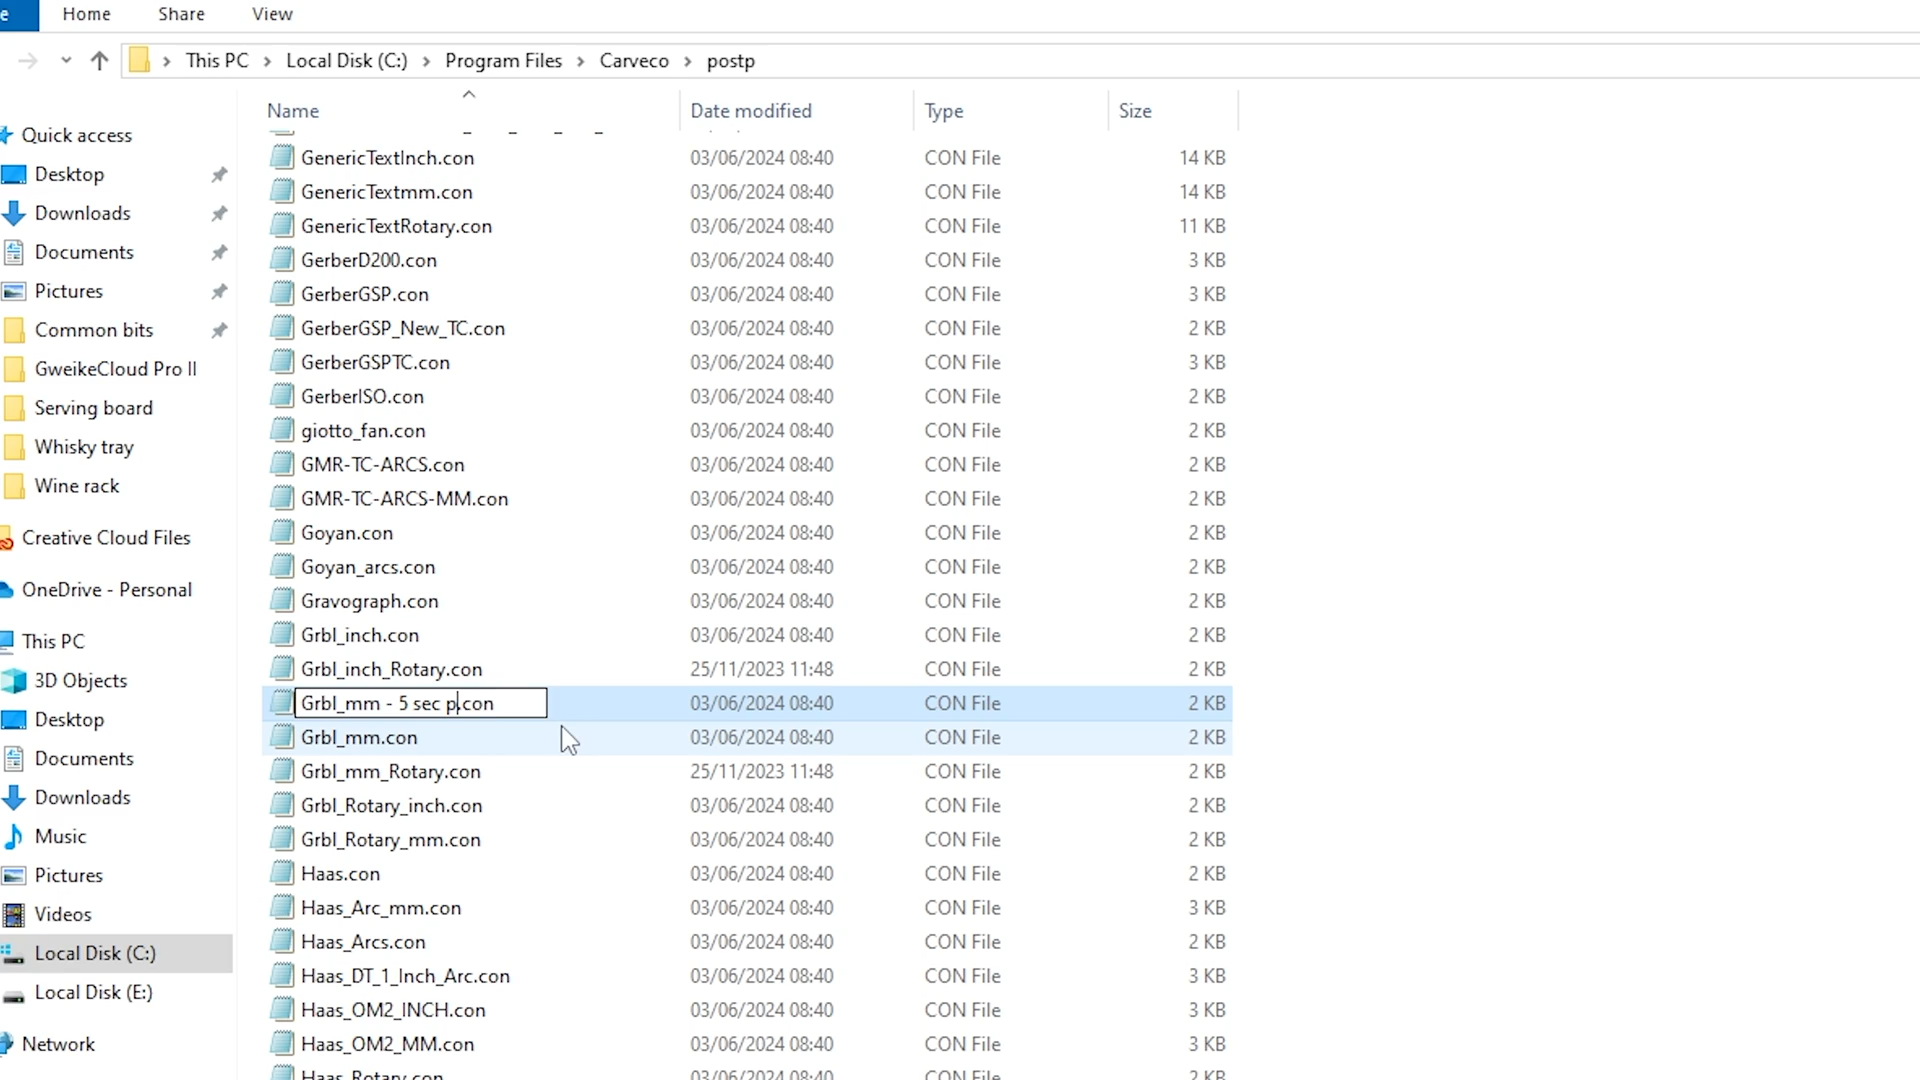 Home Share View
This PC Local Disk (C:) Program Files Carveco postp
Name Date modified Type Size
Quick access
Desktop
Downloads
Documents
Pictures
Common bits
GweikeCloud Pro II
Serving board
Whisky tray
Wine rack
Creative Cloud Files
OneDrive - Personal
This PC
3D Objects
Desktop
Documents
Downloads
Music
Pictures
Videos
Local Disk (C:)
Local Disk (E:)
Network
GenericTextInch.con 03/06/2024 08:40 CON File 14 KB
GenericTextmm.con 03/06/2024 08:40 CON File 14 KB
GenericTextRotary.con 03/06/2024 08:40 CON File 11 KB
GerberD200.con 03/06/2024 08:40 CON File 3 KB
GerberGSP.con 03/06/2024 08:40 CON File 3 KB
GerberGSP_New_TC.con 03/06/2024 08:40 CON File 2 KB
GerberGSPTC.con 03/06/2024 08:40 CON File 3 KB
GerberISO.con 03/06/2024 08:40 CON File 2 KB
giotto_fan.con 03/06/2024 08:40 CON File 2 KB
GMR-TC-ARCS.con 03/06/2024 08:40 CON File 2 KB
GMR-TC-ARCS-MM.con 03/06/2024 08:40 CON File 2 KB
Goyan.con 03/06/2024 08:40 CON File 2 KB
Goyan_arcs.con 03/06/2024 08:40 CON File 2 KB
Gravograph.con 03/06/2024 08:40 CON File 2 KB
Grbl_inch.con 03/06/2024 08:40 CON File 2 KB
Grbl_inch_Rotary.con 25/11/2023 11:48 CON File 2 KB
Grbl_mm - 5 sec p.con 03/06/2024 08:40 CON File 2 KB
Grbl_mm.con 03/06/2024 08:40 CON File 2 KB
Grbl_mm_Rotary.con 25/11/2023 11:48 CON File 2 KB
Grbl_Rotary_inch.con 03/06/2024 08:40 CON File 2 KB
Grbl_Rotary_mm.con 03/06/2024 08:40 CON File 2 KB
Haas.con 03/06/2024 08:40 CON File 2 KB
Haas_Arc_mm.con 03/06/2024 08:40 CON File 3 KB
Haas_Arcs.con 03/06/2024 08:40 CON File 2 KB
Haas_DT_1_Inch_Arc.con 03/06/2024 08:40 CON File 3 KB
Haas_OM2_INCH.con 03/06/2024 08:40 CON File 3 KB
Haas_OM2_MM.con 03/06/2024 08:40 CON File 3 KB
Haas_Rotary.con 03/06/2024 08:40 CON File 2 KB